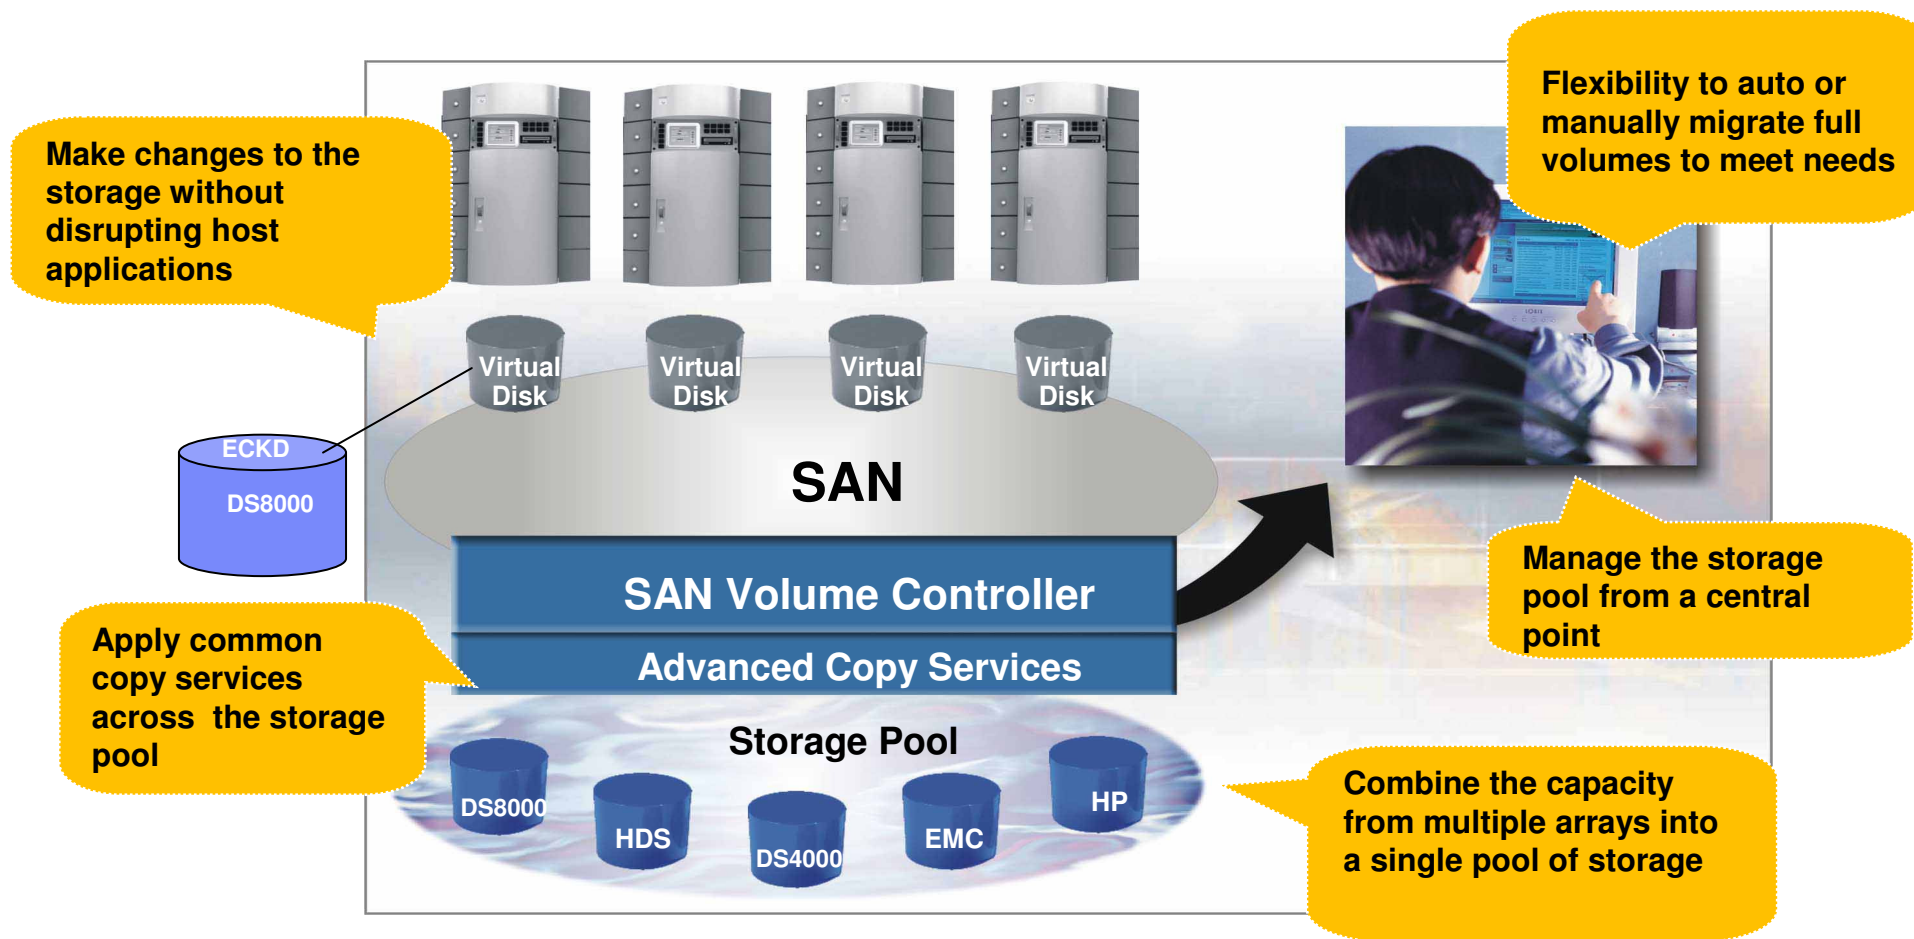 Flexibility to auto or
manually migrate full
volumes to meet needs
Make changes to the
storage without
disrupting host
applications
Virtual
Disk
Virtual
Disk
Virtual
Disk
Virtual
Disk
ECKD
DS8000
SAN
SAN Volume Controller
Advanced Copy Services
Manage the storage
pool from a central
point
Apply common
copy services
across  the storage
pool
Storage Pool
DS8000
HDS
DS4000
EMC
HP
Combine the capacity
from multiple arrays into
a single pool of storage